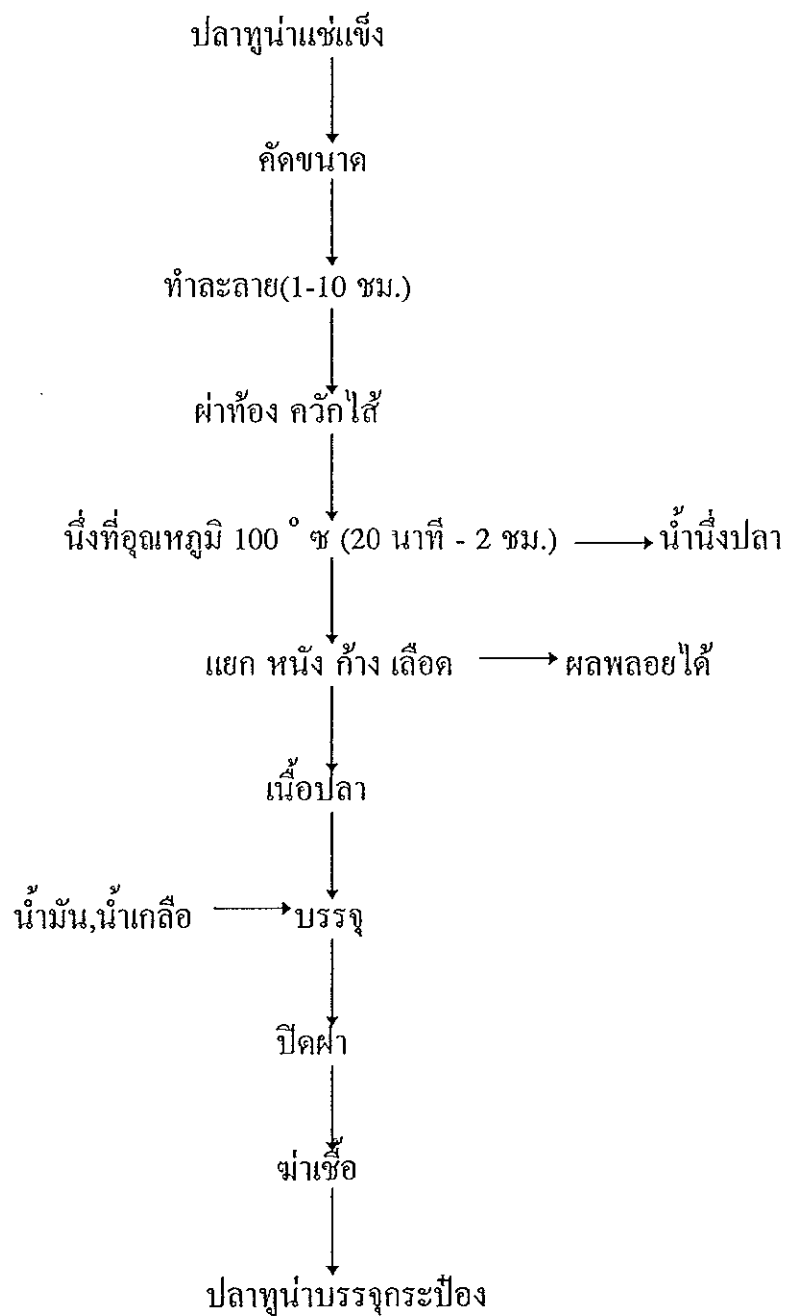 ปลาทูน่าแช่แข็ง
คัดขนาด
ทำละลาย(1-10 ชม.)
ผ่าท้อง ควักไส้
นึ่งที่อุณหภูมิ 100 ° ซ (20 นาที - 2 ชม.) น้ำนึ่งปลา
แยก หนัง ก้าง เลือด ผลพลอยได้
เนื้อปลา
น้ำมัน,น้ำเกลือ บรรจุ
ปิดฝา
ฆ่าเชื้อ
ปลาทูน่าบรรจุกระป๋อง